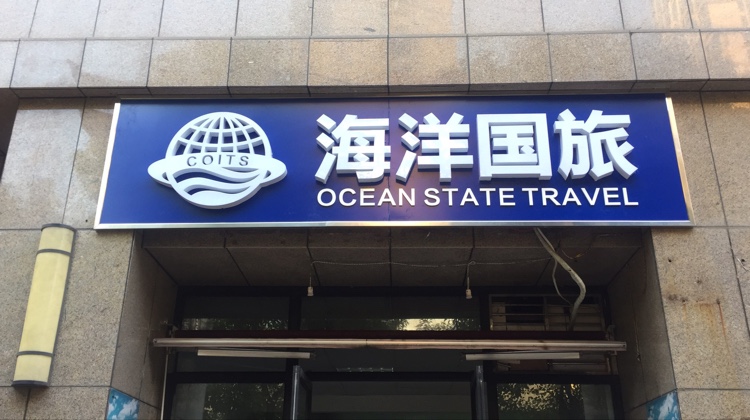 COITS
海洋国旅
OCEAN STATE TRAVEL